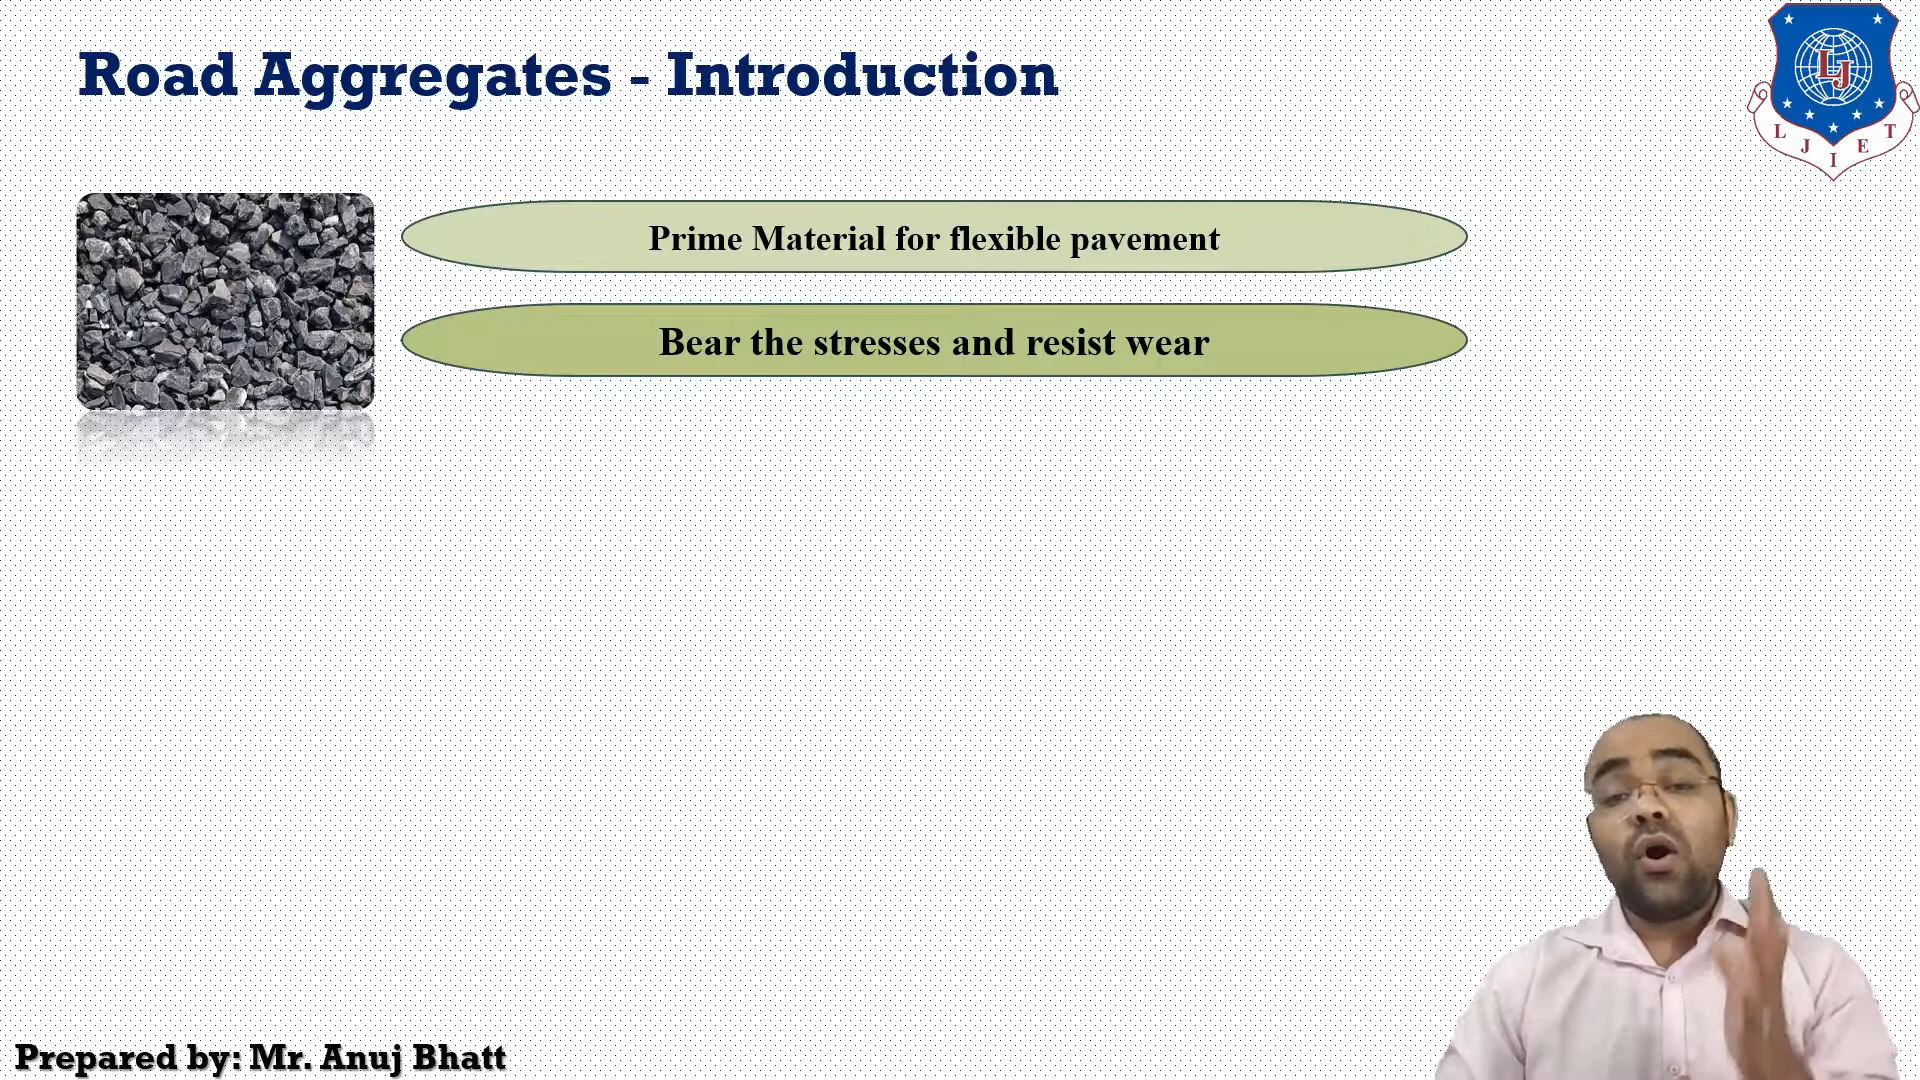 Road Aggregates - Introduction
LJ
L J I E T
Prime Material for flexible pavement
Bear the stresses and resist wear
Prepared by: Mr. Anuj Bhatt